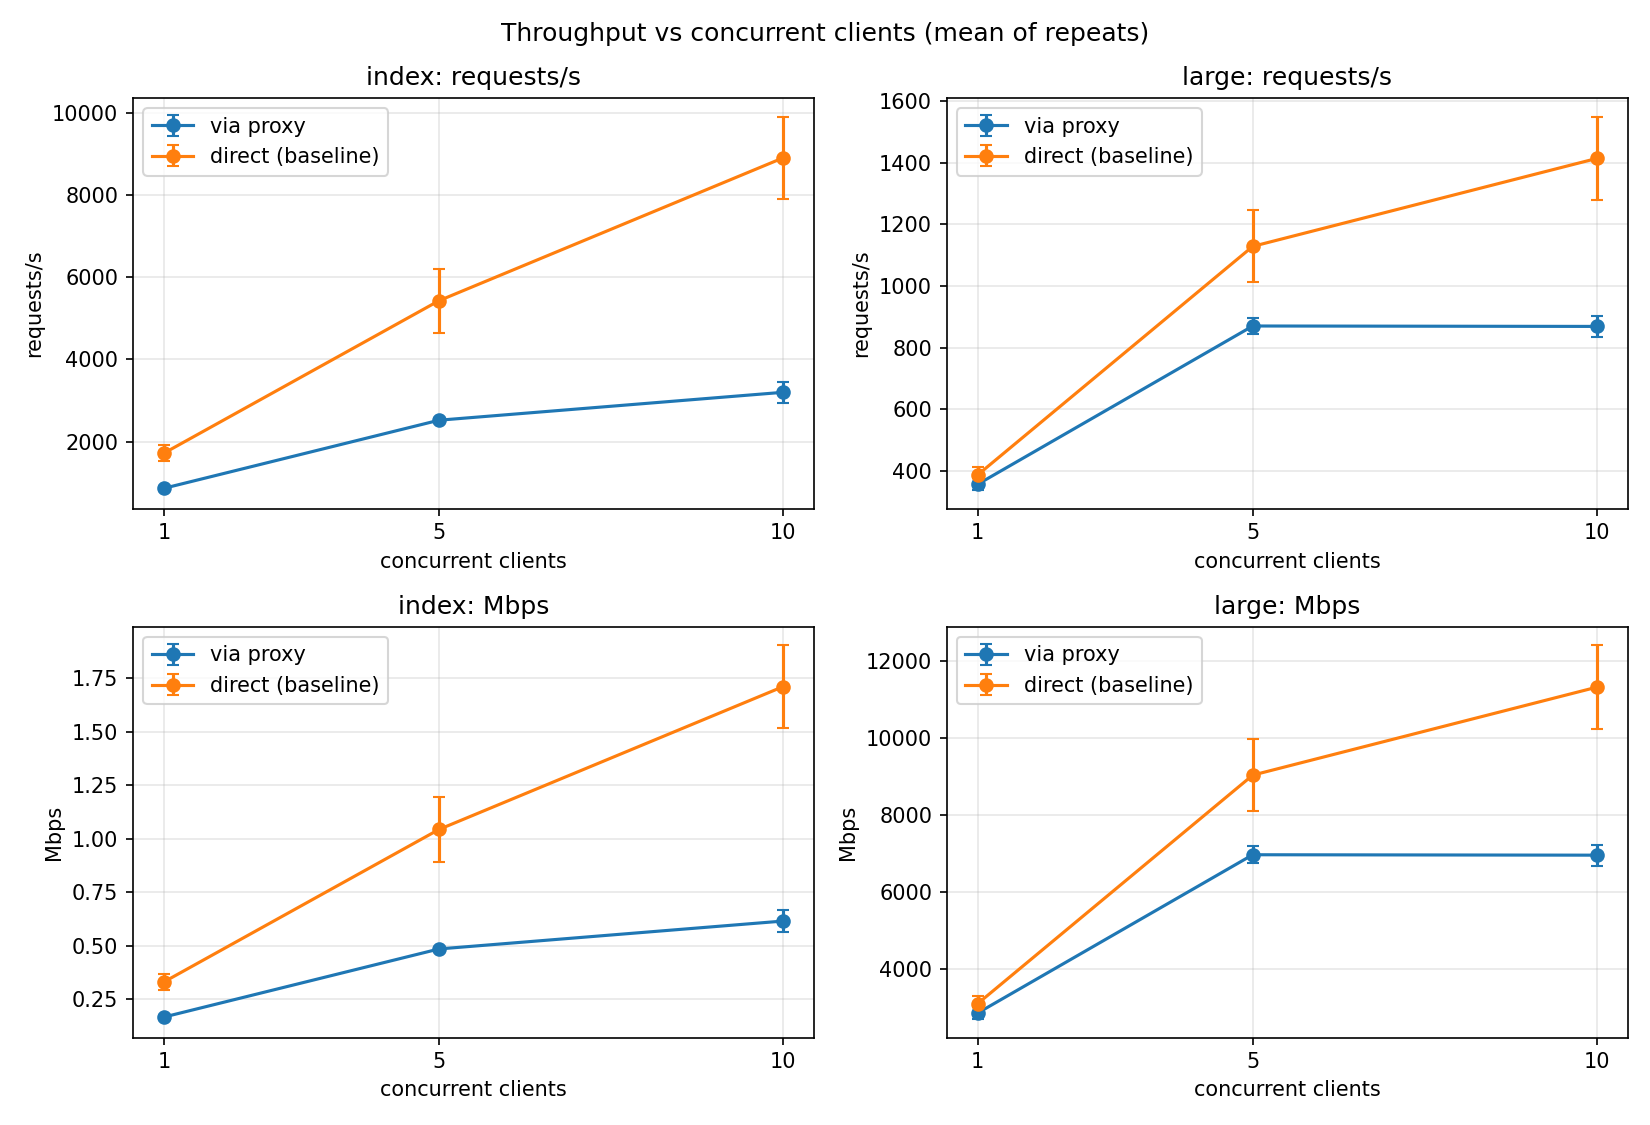 Throughput vs concurrent clients (mean of repeats)
index: requests/s
requests/s
10000
8000
6000
4000
2000
via proxy
direct (baseline)
1 5 10
concurrent clients
large: requests/s
requests/s
1600
1400
1200
1000
800
600
400
via proxy
direct (baseline)
1 5 10
concurrent clients
index: Mbps
Mbps
1.75
1.50
1.25
1.00
0.75
0.50
0.25
via proxy
direct (baseline)
1 5 10
concurrent clients
large: Mbps
Mbps
12000
10000
8000
6000
4000
via proxy
direct (baseline)
1 5 10
concurrent clients